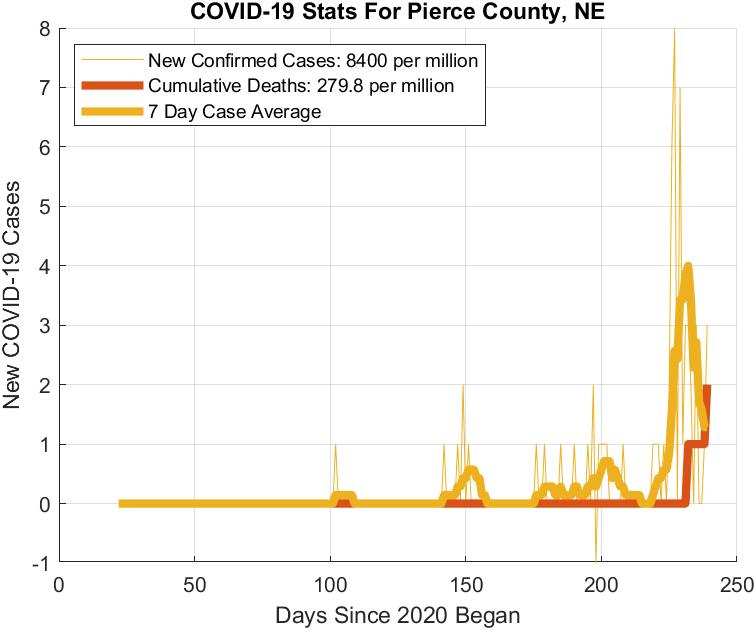 COVID-19 Stats For Pierce County, NE
New Confirmed Cases: 8400 per million
Cumulative Deaths: 279.8 per million
7 Day Case Average
New COVID-19 Cases
8
7
6
5
4
3
2
1
0
-1
0 50 100 150 200 250
Days Since 2020 Began